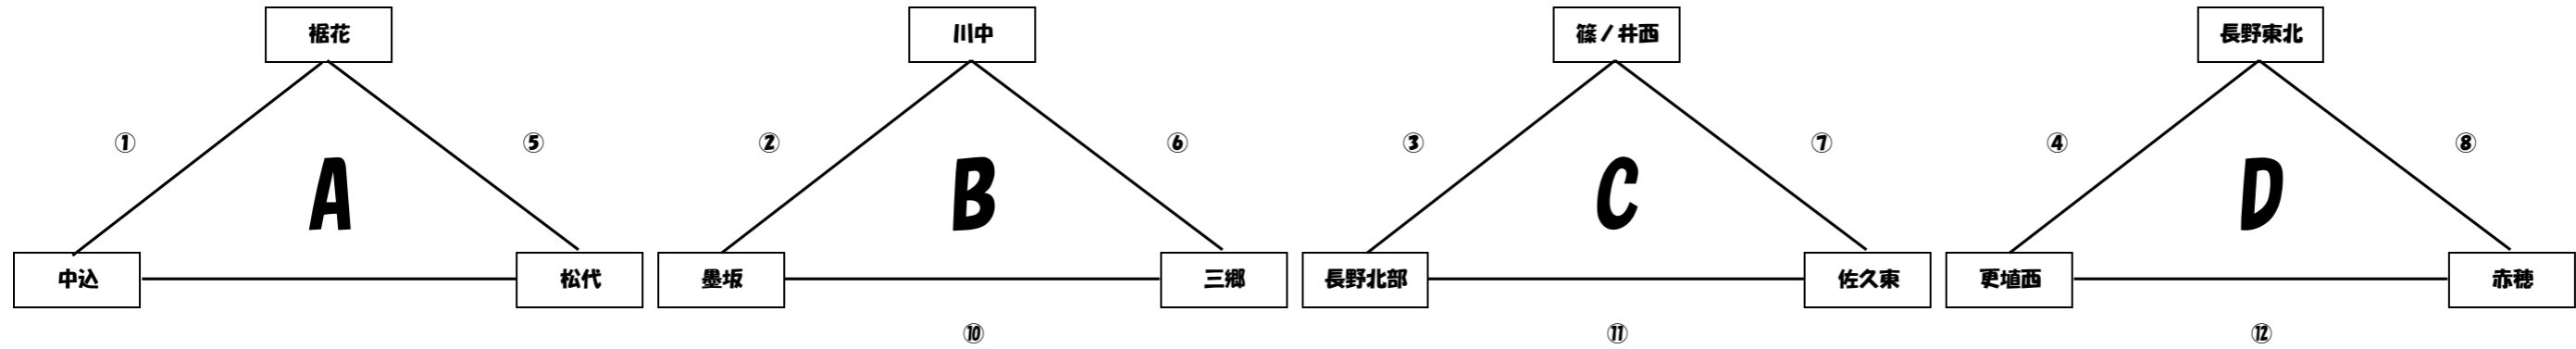 裾花 川中 篠ノ井西 長野東北
① ⑤ ② ⑥ ③ ⑦ ④ ⑧
A B C D
中込 松代 墨坂 三郷 長野北部 佐久東 更埴西 赤穂
⑩ ⑪ ⑫